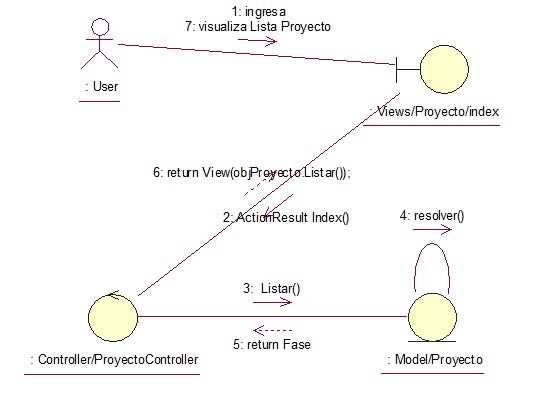 1: ingresa
7: visualiza Lista Proyecto
: User
: Views/Proyecto/index
6: return View(objProyecto.Listar());
2: ActionResult Index()
4: resolver()
3: Listar()
5: return Fase
: Controller/ProyectoController
: Model/Proyecto